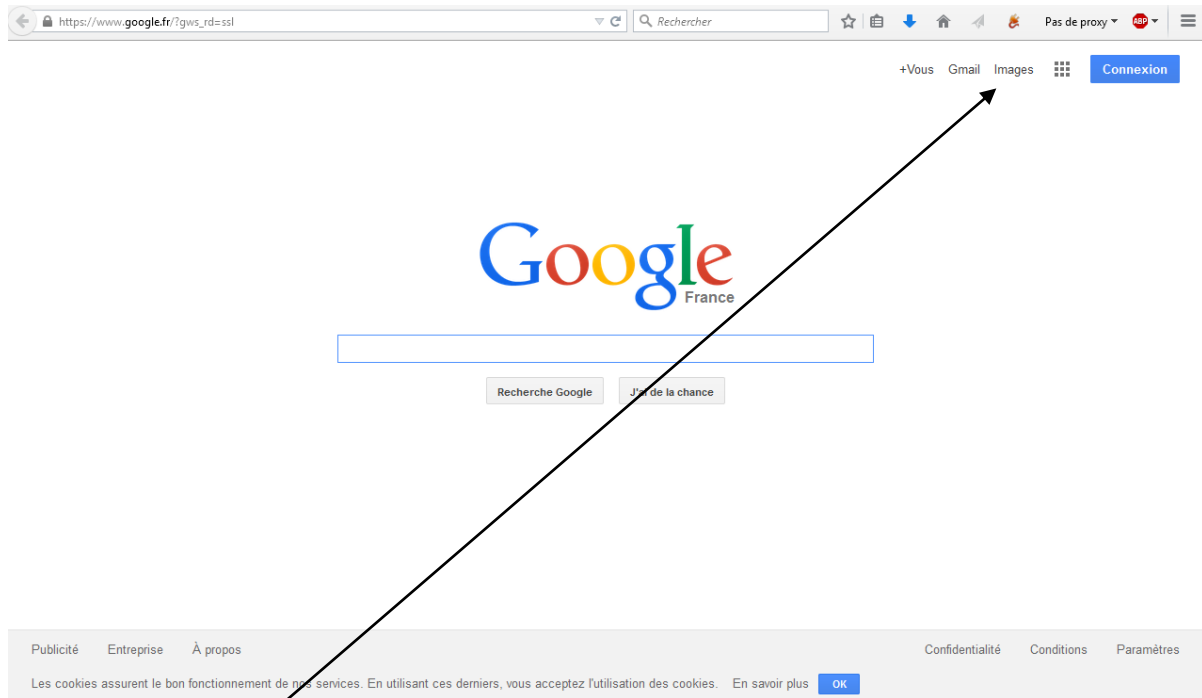 https://www.google.fr/?gws_rd=ssl Rechercher Pas de proxy ABP
+Vous Gmail Images Connexion
Google
France
Recherche Google J'ai de la chance
Publicité Entreprise À propos Confidentialité Conditions Paramètres
Les cookies assurent le bon fonctionnement de nos services. En utilisant ces derniers, vous acceptez l'utilisation des cookies. En savoir plus OK